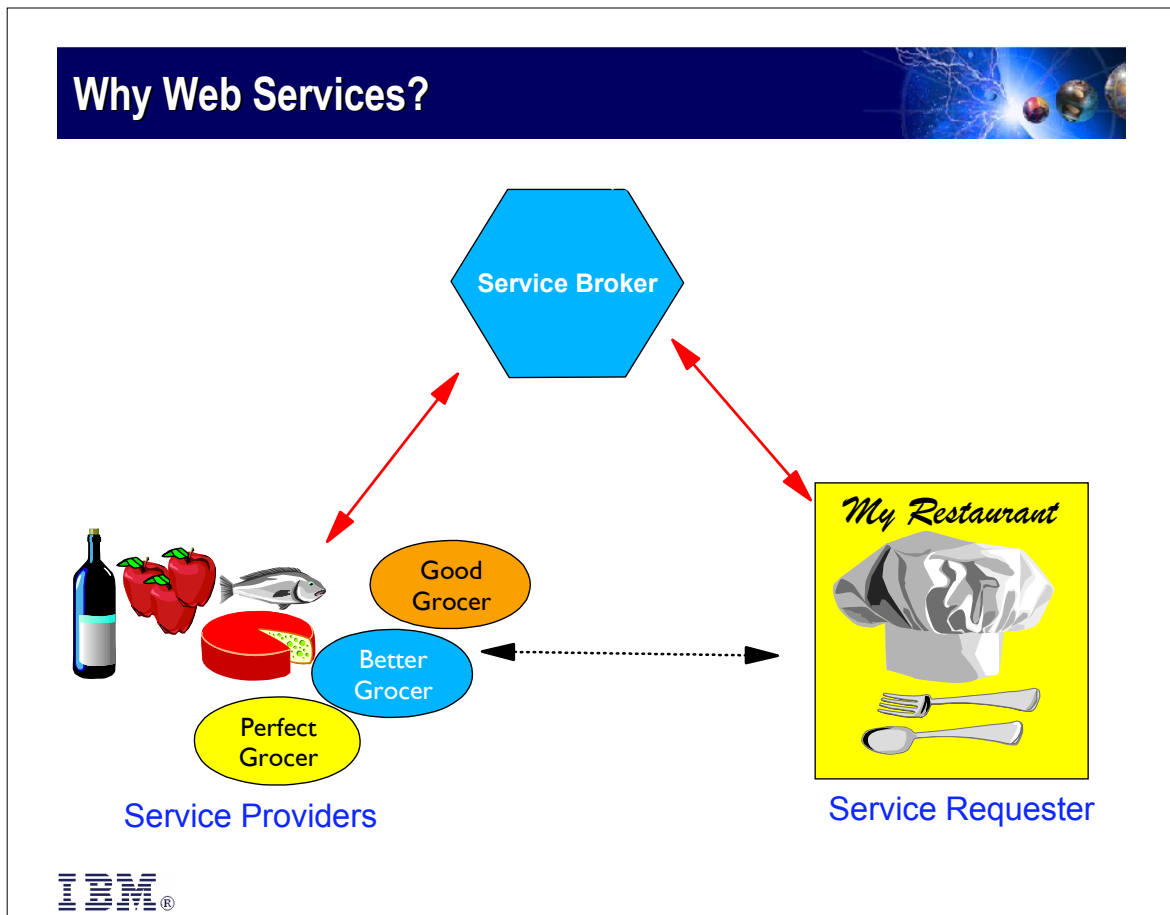 Why Web Services?
Service Broker
My Restaurant
Good
Grocer
Better
Grocer
Perfect
Grocer
Service Providers
Service Requester
IBM®